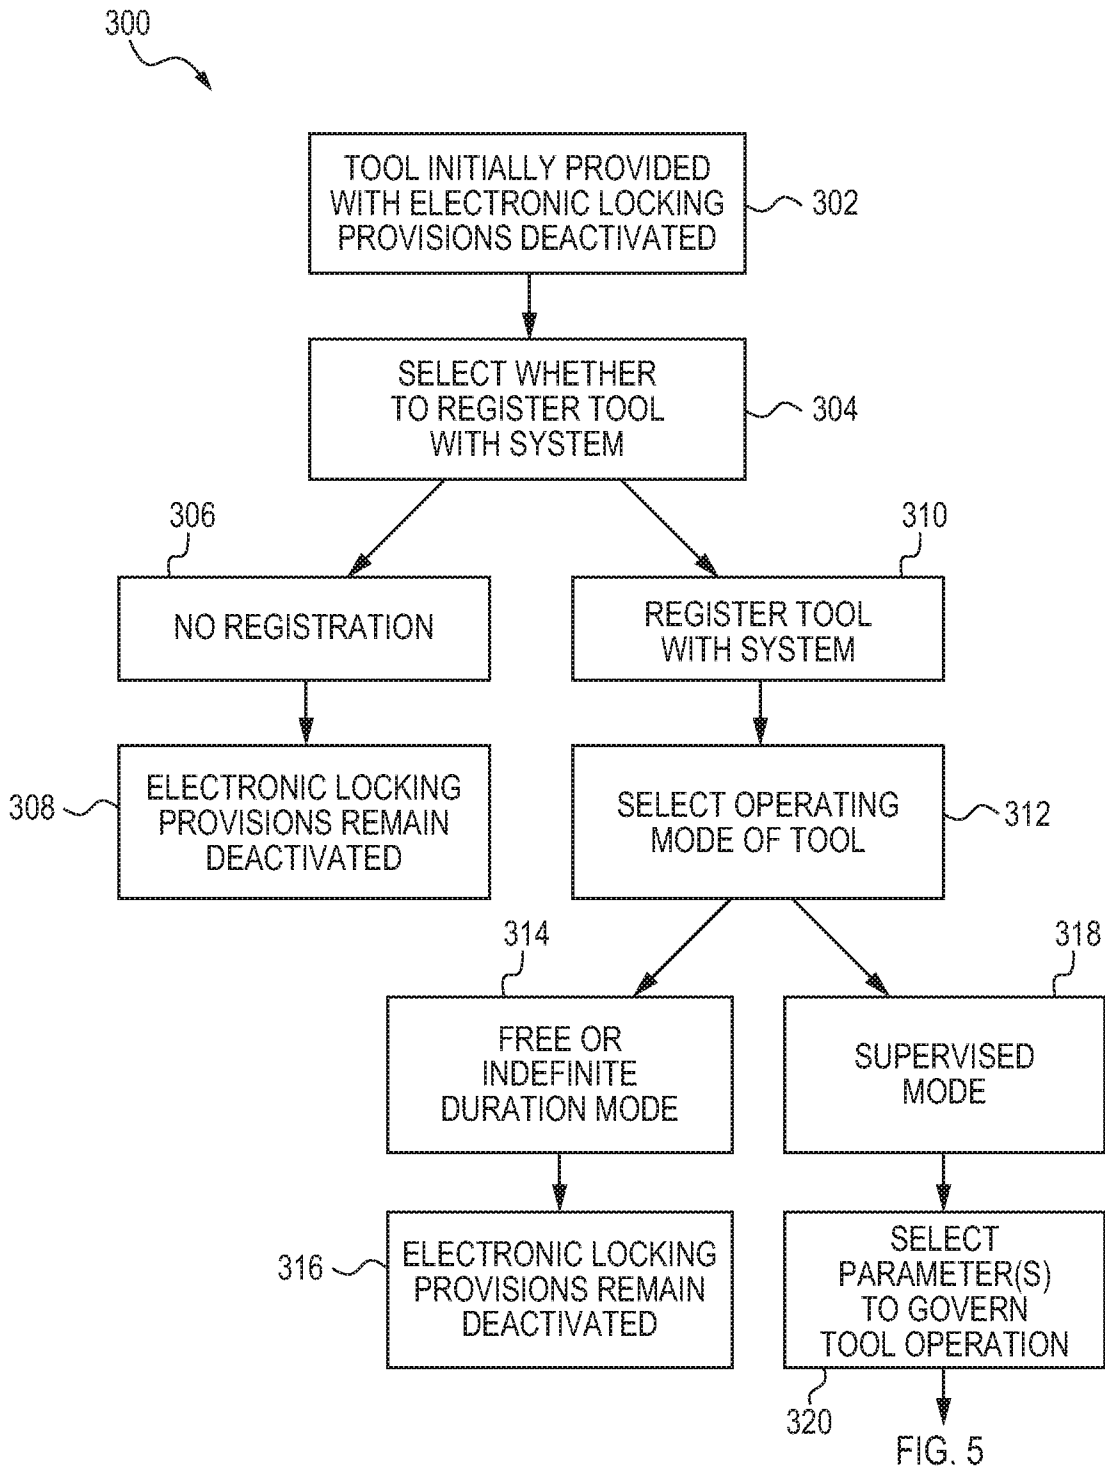 300
TOOL INITIALLY PROVIDED
WITH ELECTRONIC LOCKING
PROVISIONS DEACTIVATED
302
SELECT WHETHER
TO REGISTER TOOL
WITH SYSTEM
304
306
NO REGISTRATION
310
REGISTER TOOL
WITH SYSTEM
308
ELECTRONIC LOCKING
PROVISIONS REMAIN
DEACTIVATED
SELECT OPERATING
MODE OF TOOL
312
314
FREE OR
INDEFINITE
DURATION MODE
318
SUPERVISED
MODE
316
ELECTRONIC LOCKING
PROVISIONS REMAIN
DEACTIVATED
SELECT
PARAMETER(S)
TO GOVERN
TOOL OPERATION
320
FIG. 5